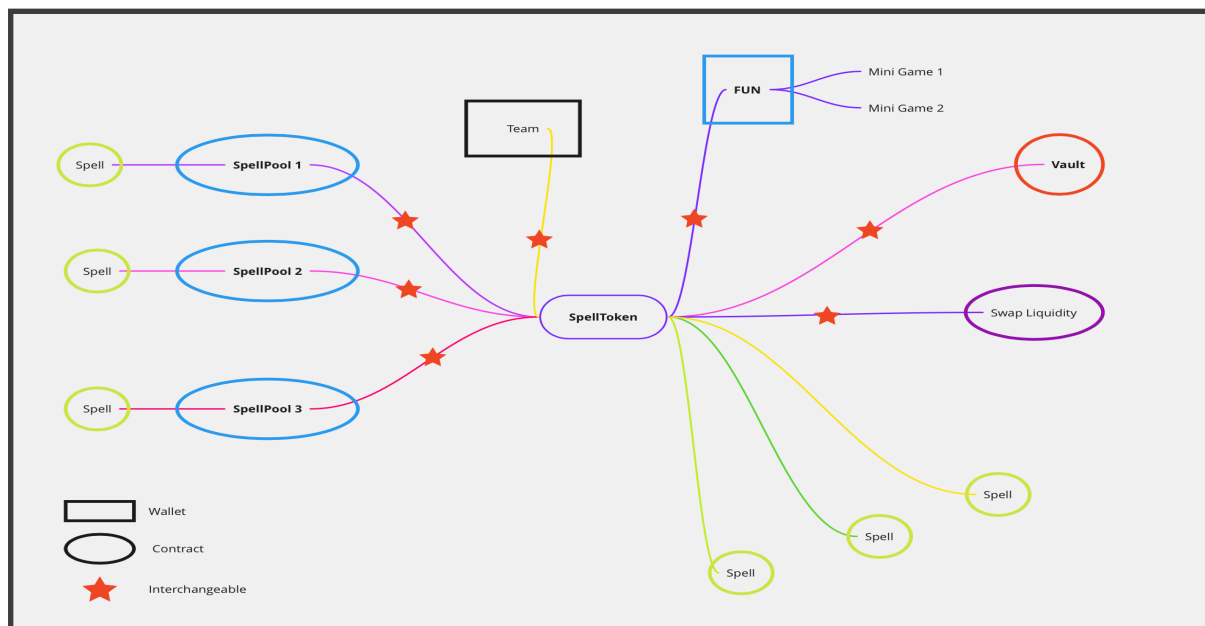 FUN
Mini Game 1
Mini Game 2
Team
Spell
SpellPool 1
Vault
Spell
SpellPool 2
SpellToken
Swap Liquidity
Spell
SpellPool 3
Spell
Spell
Spell
Wallet
Contract
Interchangeable